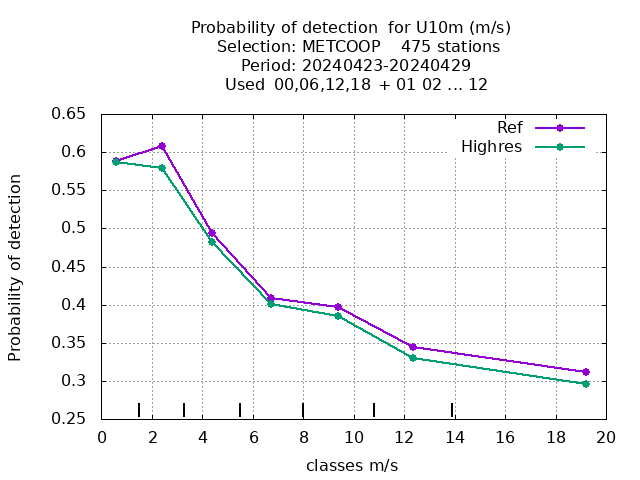 Probability of detection  for U10m (m/s)
Selection: METCOOP    475 stations
Period: 20240423-20240429
Used  00,06,12,18  + 01 02 ... 12
Ref
Highres
0.65
0.6
0.55
0.5
0.45
0.4
0.35
0.3
0.25
Probability of detection
0 2 4 6 8 10 12 14 16 18 20
classes m/s